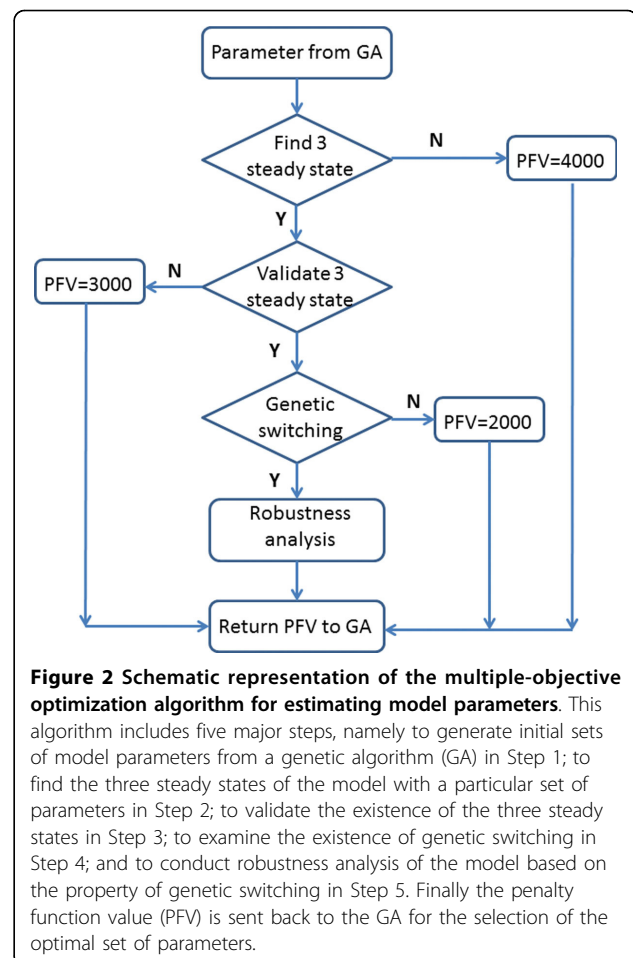 Parameter from GA
Find 3
steady state
N
PFV=4000
Y
Validate 3
steady state
N
PFV=3000
Y
Genetic
switching
N
PFV=2000
Y
Robustness
analysis
Return PFV to GA
Figure 2 Schematic representation of the multiple-objective
optimization algorithm for estimating model parameters. This
algorithm includes five major steps, namely to generate initial sets
of model parameters from a genetic algorithm (GA) in Step 1; to
find the three steady states of the model with a particular set of
parameters in Step 2; to validate the existence of the three steady
states in Step 3; to examine the existence of genetic switching in
Step 4; and to conduct robustness analysis of the model based on
the property of genetic switching in Step 5. Finally the penalty
function value (PFV) is sent back to the GA for the selection of the
optimal set of parameters.